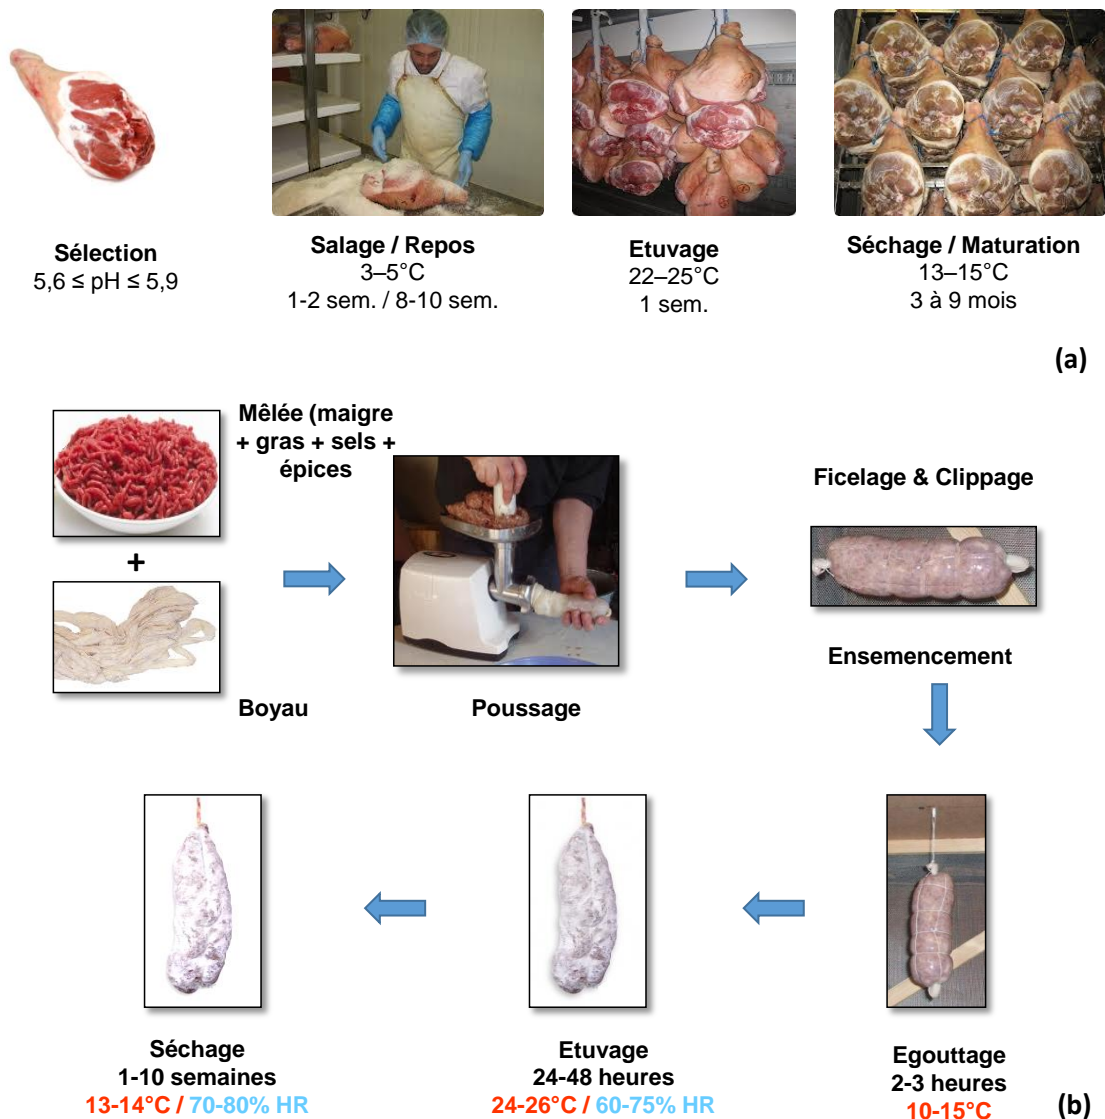 Sélection
5,6 ≤ pH ≤ 5,9
Salage / Repos
3–5°C
1-2 sem. / 8-10 sem.
Etuvage
22–25°C
1 sem.
Séchage / Maturation
13–15°C
3 à 9 mois
(a)
Mêlée (maigre
+ gras + sels +
épices
+
Boyau
Poussage
Ficelage & Clippage
Ensemencement
Séchage
1-10 semaines
13-14°C / 70-80% HR
Etuvage
24-48 heures
24-26°C / 60-75% HR
Egouttage
2-3 heures
10-15°C
(b)